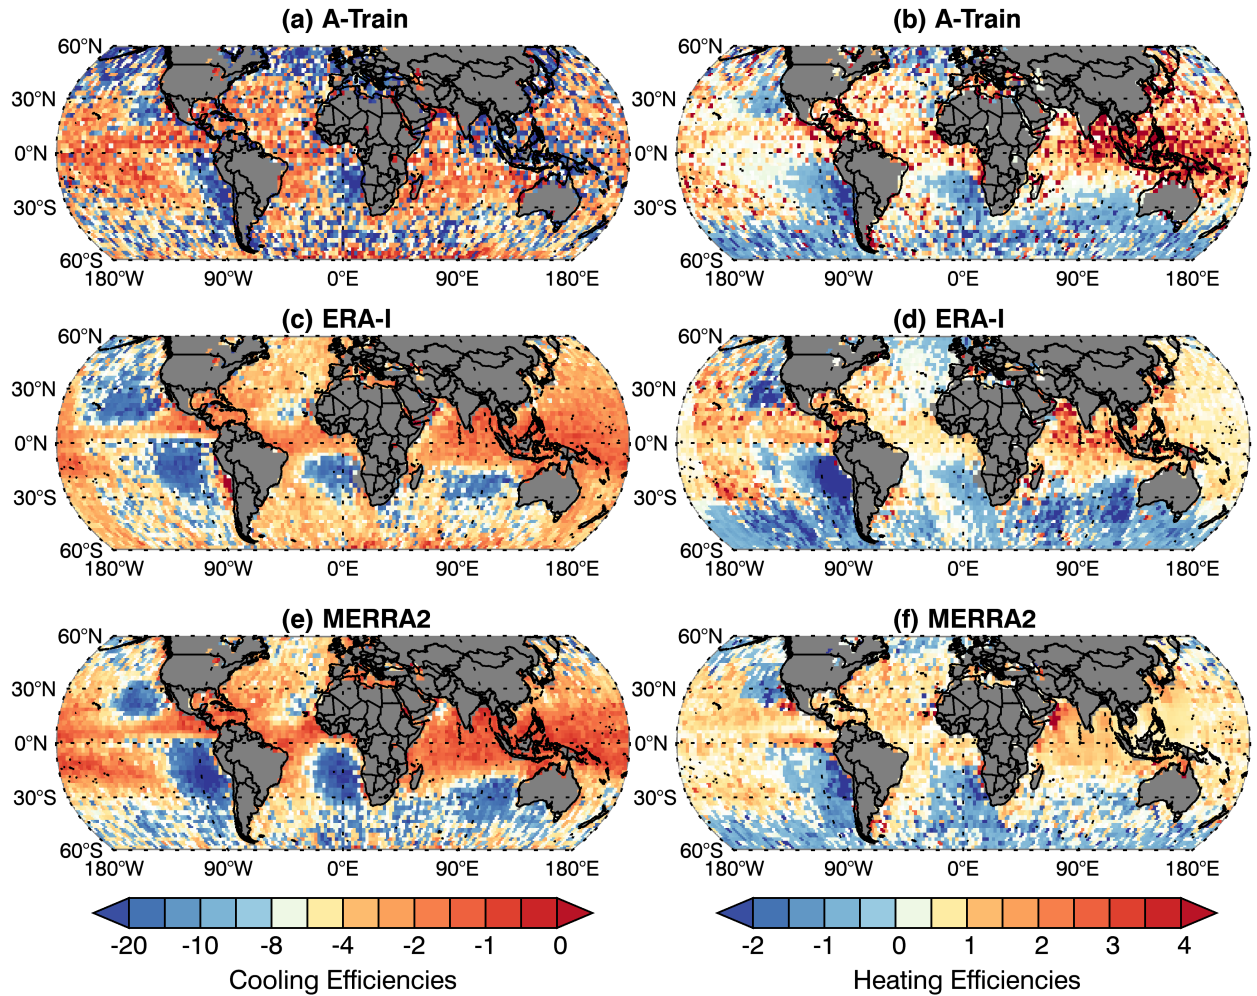 (a) A-Train
(b) A-Train
60°N
30°N
0°N
30°S
60°S
180°W 90°W 0°E 90°E 180°E
60°N
30°N
0°N
30°S
60°S
180°W 90°W 0°E 90°E 180°E
(c) ERA-I
(d) ERA-I
60°N
30°N
0°N
30°S
60°S
180°W 90°W 0°E 90°E 180°E
60°N
30°N
0°N
30°S
60°S
180°W 90°W 0°E 90°E 180°E
(e) MERRA2
(f) MERRA2
60°N
30°N
0°N
30°S
60°S
180°W 90°W 0°E 90°E 180°E
60°N
30°N
0°N
30°S
60°S
180°W 90°W 0°E 90°E 180°E
-20 -10 -8 -4 -2 -1 0
Cooling Efficiencies
-2 -1 0 1 2 3 4
Heating Efficiencies